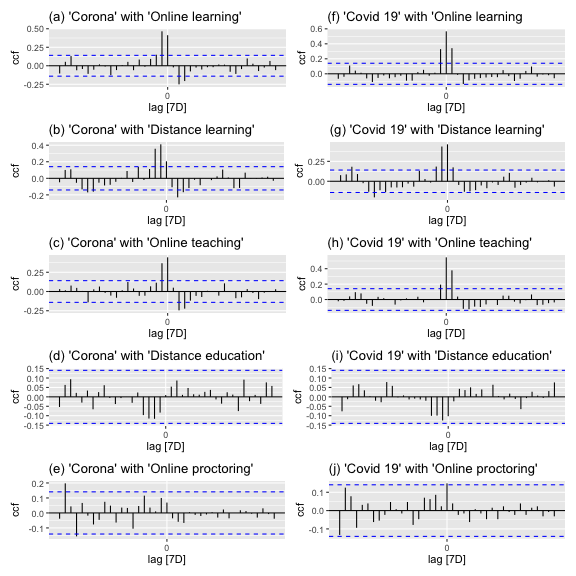 (a) 'Corona' with 'Online learning'
ccf
0.50
0.25
0.00
-0.25
0
lag [7D]
(b) 'Corona' with 'Distance learning'
ccf
0.4
0.2
0.0
-0.2
0
lag [7D]
(c) 'Corona' with 'Online teaching'
ccf
0.25
0.00
-0.25
0
lag [7D]
(d) 'Corona' with 'Distance education'
ccf
0.15
0.10
0.05
0.00
-0.05
-0.10
-0.15
0
lag [7D]
(e) 'Corona' with 'Online proctoring'
ccf
0.2
0.1
0.0
-0.1
0
lag [7D]
(f) 'Covid 19' with 'Online learning
ccf
0.6
0.4
0.2
0.0
0
lag [7D]
(g) 'Covid 19' with 'Distance learning'
ccf
0.25
0.00
0
lag [7D]
(h) 'Covid 19' with 'Online teaching'
ccf
0.4
0.2
0.0
0
lag [7D]
(i) 'Covid 19' with 'Distance education'
ccf
0.15
0.10
0.05
0.00
-0.05
-0.10
-0.15
0
lag [7D]
(j) 'Covid 19' with 'Online proctoring'
ccf
0.1
0.0
-0.1
0
lag [7D]